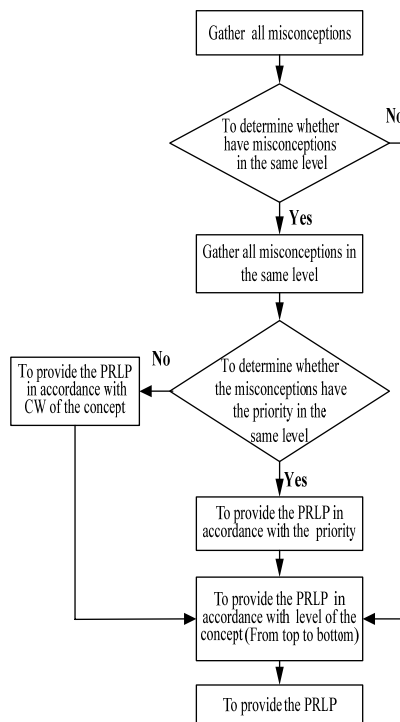 Gather all misconceptions
To determine whether
have misconceptions
in the same level
No
Yes
Gather all misconceptions in
the same level
To determine whether
the misconceptions have
the priority in the
same level
No
To provide the PRLP
in accordance with
CW of the concept
Yes
To provide the PRLP in
accordance with the priority
To provide the PRLP in
accordance with level of the
concept (From top to bottom)
To provide the PRLP